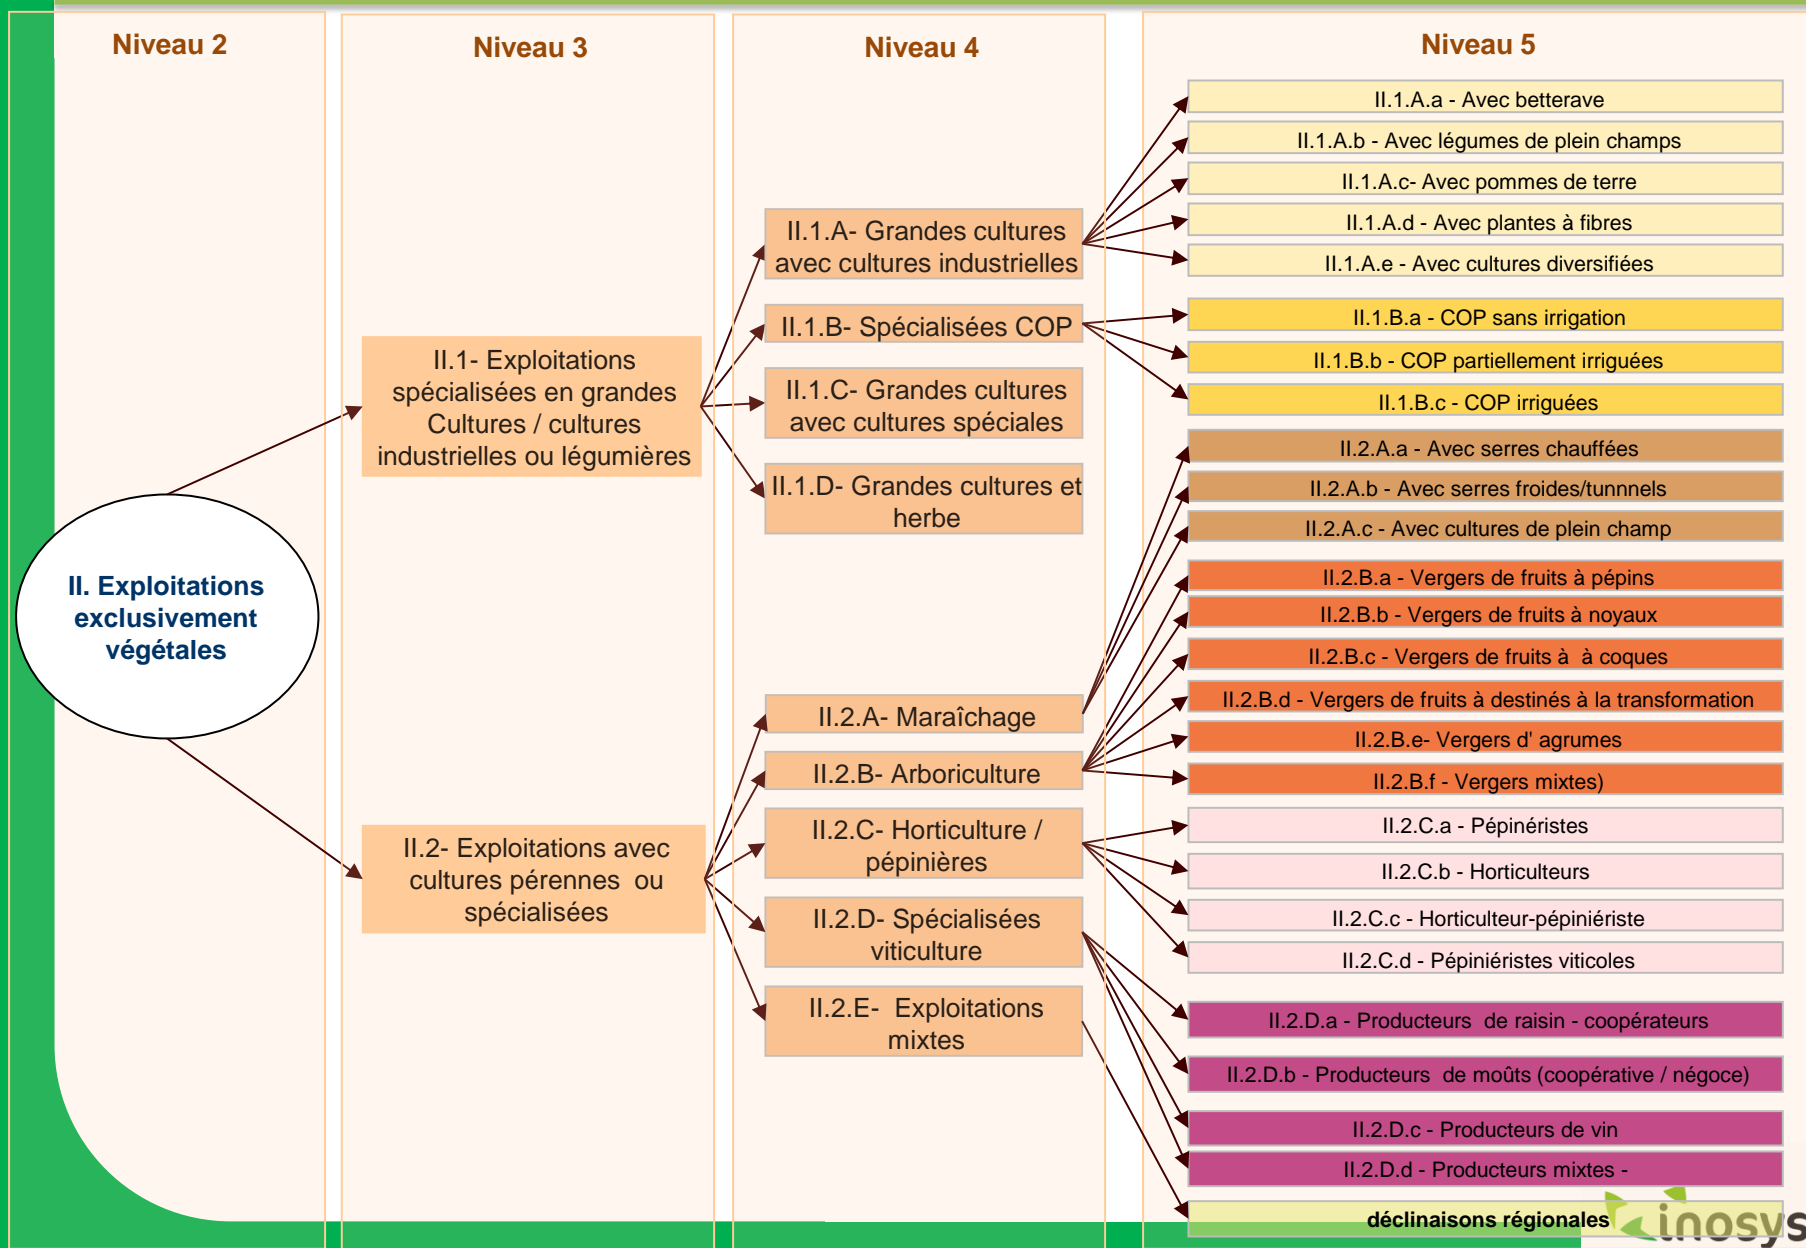 Niveau 2
Niveau 3
Niveau 4
Niveau 5
II. Exploitations
exclusivement
végétales
II.1- Exploitations
spécialisées en grandes
Cultures / cultures
industrielles ou légumières
II.2- Exploitations avec
cultures pérennes  ou
spécialisées
II.1.A- Grandes cultures
avec cultures industrielles
II.1.B- Spécialisées COP
II.1.C- Grandes cultures
avec cultures spéciales
II.1.D- Grandes cultures et
herbe
II.2.A- Maraîchage
II.2.B- Arboriculture
II.2.C- Horticulture /
pépinières
II.2.D- Spécialisées
viticulture
II.2.E-  Exploitations
mixtes
II.1.A.a - Avec betterave
II.1.A.b - Avec légumes de plein champs
II.1.A.c- Avec pommes de terre
II.1.A.d - Avec plantes à fibres
II.1.A.e - Avec cultures diversifiées
II.1.B.a - COP sans irrigation
II.1.B.b - COP partiellement irriguées
II.1.B.c - COP irriguées
II.2.A.a - Avec serres chauffées
II.2.A.b - Avec serres froides/tunnnels
II.2.A.c - Avec cultures de plein champ
II.2.B.a - Vergers de fruits à pépins
II.2.B.b - Vergers de fruits à noyaux
II.2.B.c - Vergers de fruits à  à coques
II.2.B.d - Vergers de fruits à destinés à la transformation
II.2.B.e- Vergers d' agrumes
II.2.B.f - Vergers mixtes)
II.2.C.a - Pépinéristes
II.2.C.b - Horticulteurs
II.2.C.c - Horticulteur-pépiniériste
II.2.C.d - Pépiniéristes viticoles
II.2.D.a - Producteurs  de raisin - coopérateurs
II.2.D.b - Producteurs  de moûts (coopérative / négoce)
II.2.D.c - Producteurs de vin
II.2.D.d - Producteurs mixtes -
déclinaisons régionales
inosys